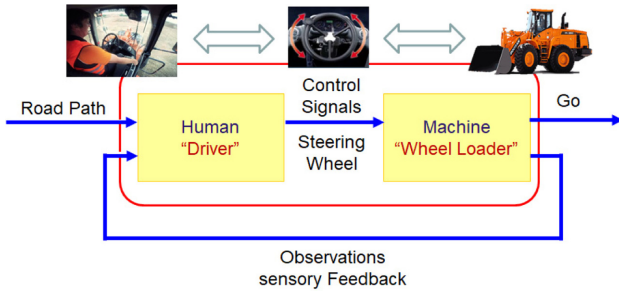 Road Path
Human
“Driver”
Control
Signals
Steering
Wheel
Machine
“Wheel Loader”
Go
Observations
sensory Feedback